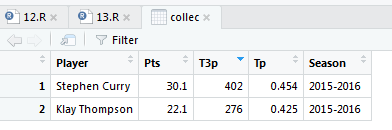 12.R × 13.R × collec ×
Filter
Player Pts T3p Tp Season
1 Stephen Curry 30.1 402 0.454 2015-2016
2 Klay Thompson 22.1 276 0.425 2015-2016